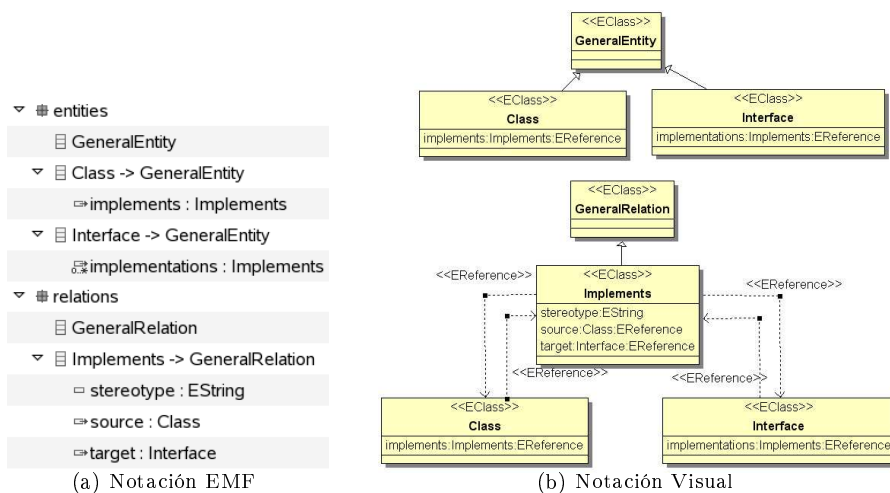 entities
GeneralEntity
Class -> GeneralEntity
implements : Implements
Interface -> GeneralEntity
0..* implementations : Implements
relations
GeneralRelation
Implements -> GeneralRelation
stereotype : EString
source : Class
target : Interface
(a) Notación EMF
<<EClass>>
GeneralEntity
<<EClass>>
Class
implements:Implements:EReference
<<EClass>>
Interface
implementations:Implements:EReference
<<EClass>>
GeneralRelation
<<EReference>>
<<EClass>>
Implements
stereotype:EString
source:Class:EReference
target:Interface:EReference
<<EReference>>
<<EReference>>
<<EReference>>
<<EClass>>
Class
implements:Implements:EReference
<<EClass>>
Interface
implementations:Implements:EReference
(b) Notación Visual